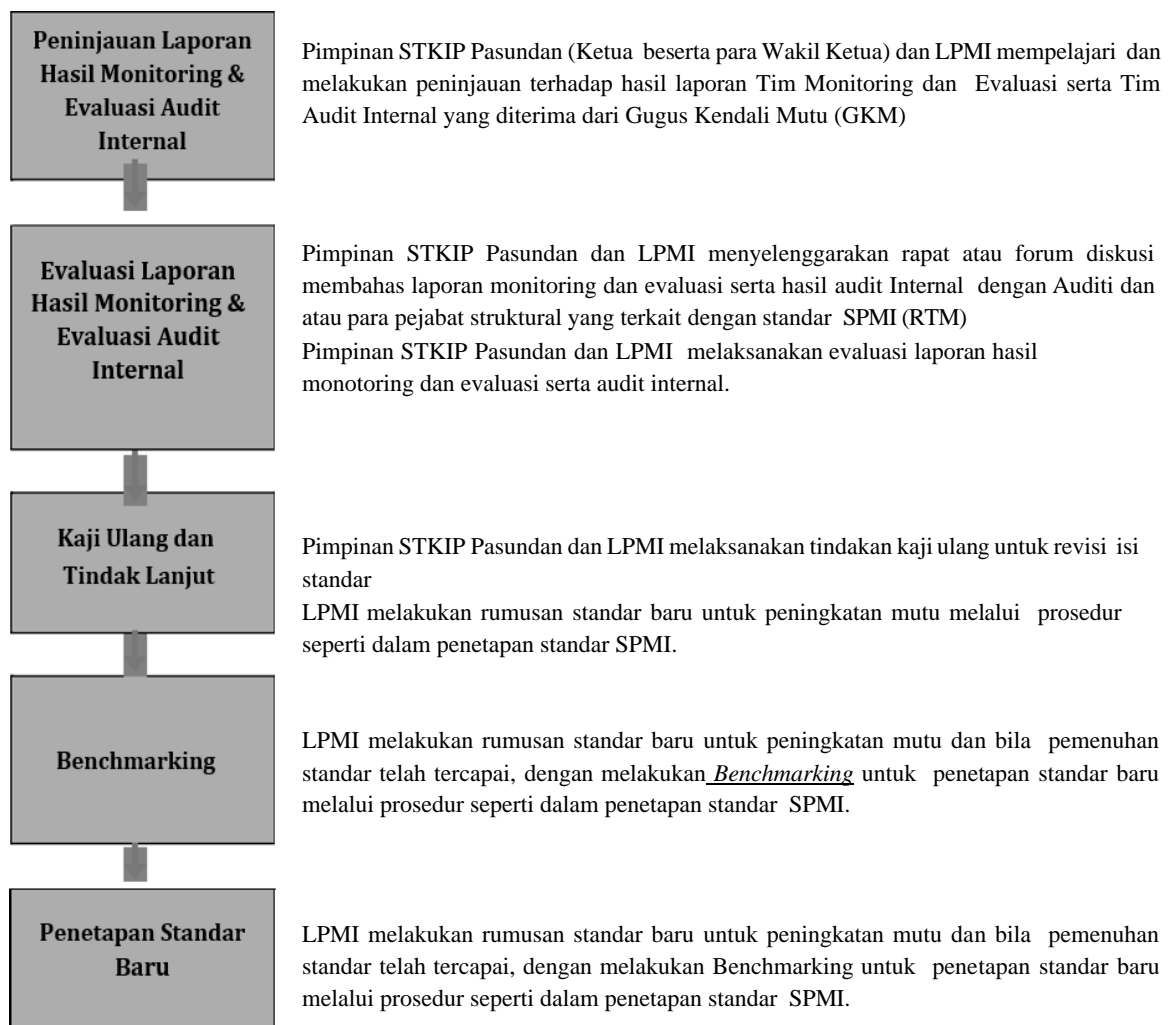 Peninjauan Laporan
Hasil Monitoring &
Evaluasi Audit
Internal
Pimpinan STKIP Pasundan (Ketua beserta para Wakil Ketua) dan LPMI mempelajari dan
melakukan peninjauan terhadap hasil laporan Tim Monitoring dan Evaluasi serta Tim
Audit Internal yang diterima dari Gugus Kendali Mutu (GKM)
Evaluasi Laporan
Hasil Monitoring &
Evaluasi Audit
Internal
Pimpinan STKIP Pasundan dan LPMI menyelenggarakan rapat atau forum diskusi
membahas laporan monitoring dan evaluasi serta hasil audit Internal dengan Auditi dan
atau para pejabat struktural yang terkait dengan standar SPMI (RTM)
Pimpinan STKIP Pasundan dan LPMI melaksanakan evaluasi laporan hasil
monotoring dan evaluasi serta audit internal.
Kaji Ulang dan
Tindak Lanjut
Pimpinan STKIP Pasundan dan LPMI melaksanakan tindakan kaji ulang untuk revisi isi
standar
LPMI melakukan rumusan standar baru untuk peningkatan mutu melalui prosedur
seperti dalam penetapan standar SPMI.
Benchmarking
LPMI melakukan rumusan standar baru untuk peningkatan mutu dan bila pemenuhan
standar telah tercapai, dengan melakukan Benchmarking untuk penetapan standar baru
melalui prosedur seperti dalam penetapan standar SPMI.
Penetapan Standar
Baru
LPMI melakukan rumusan standar baru untuk peningkatan mutu dan bila pemenuhan
standar telah tercapai, dengan melakukan Benchmarking untuk penetapan standar baru
melalui prosedur seperti dalam penetapan standar SPMI.